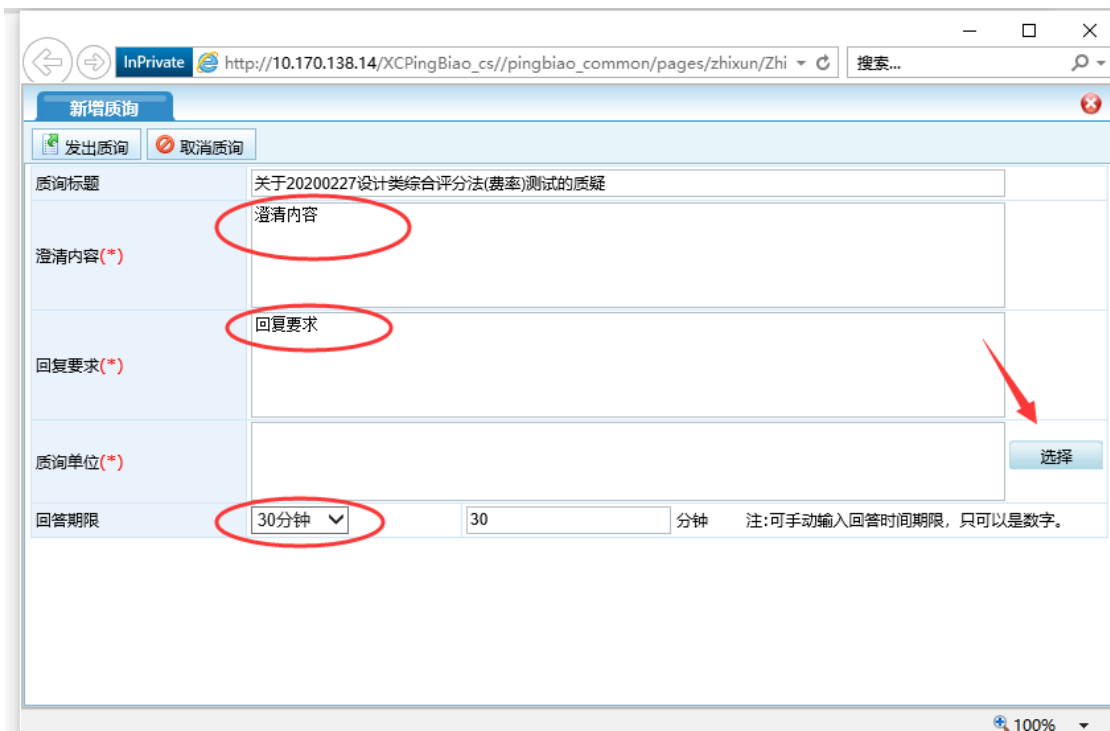 InPrivate http://10.170.138.14/XCPingBiao_cs//pingbiao_common/pages/zhixun/Zhi 搜索...
新增质询
发出质询 取消质询
质询标题 关于20200227设计类综合评分法(费率)测试的质疑
澄清内容
澄清内容(*)
回复要求
回复要求(*)
质询单位(*) 选择
回答期限 30分钟 30 分钟 注:可手动输入回答时间期限，只可以是数字。
100%